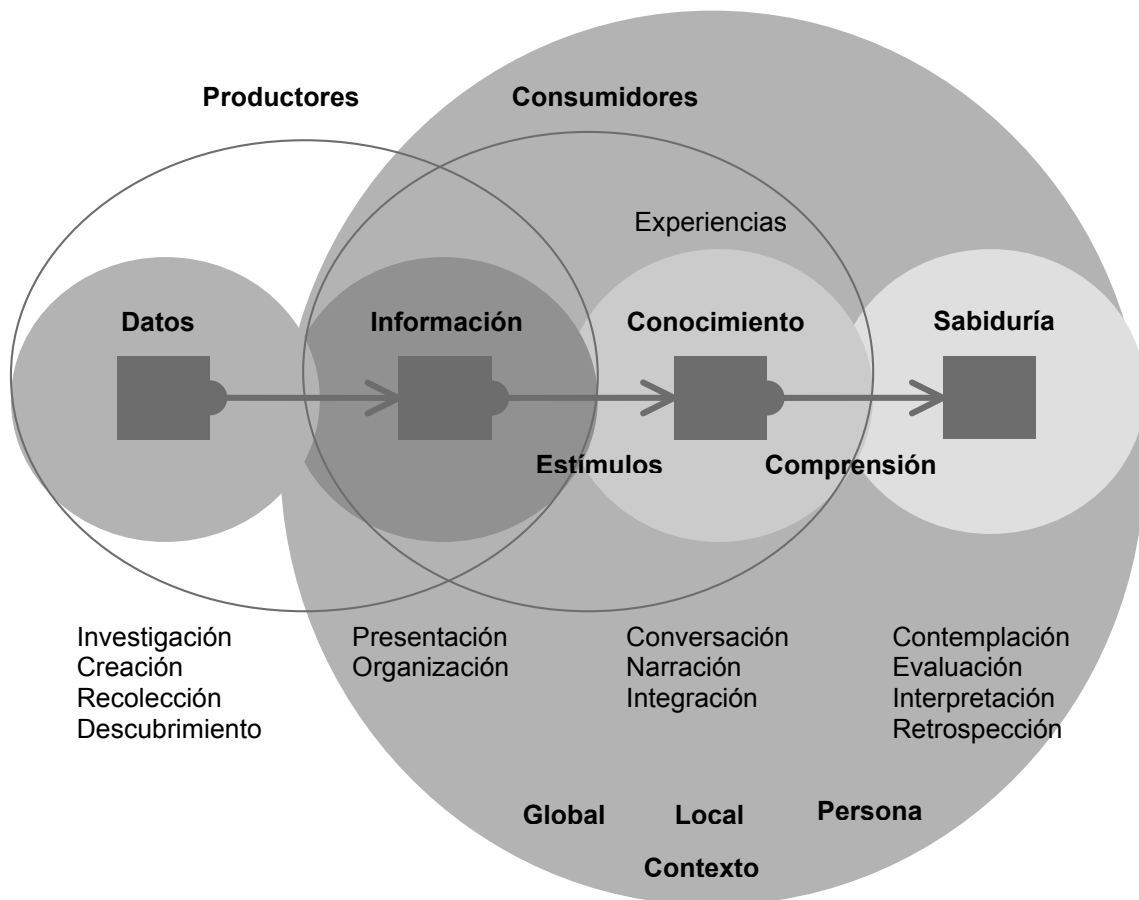 Productores
Consumidores
Experiencias
Datos
Información
Conocimiento
Sabiduría
Estímulos
Comprensión
Investigación
Creación
Recolección
Descubrimiento
Presentación
Organización
Conversación
Narración
Integración
Contemplación
Evaluación
Interpretación
Retrospección
Global
Local
Persona
Contexto